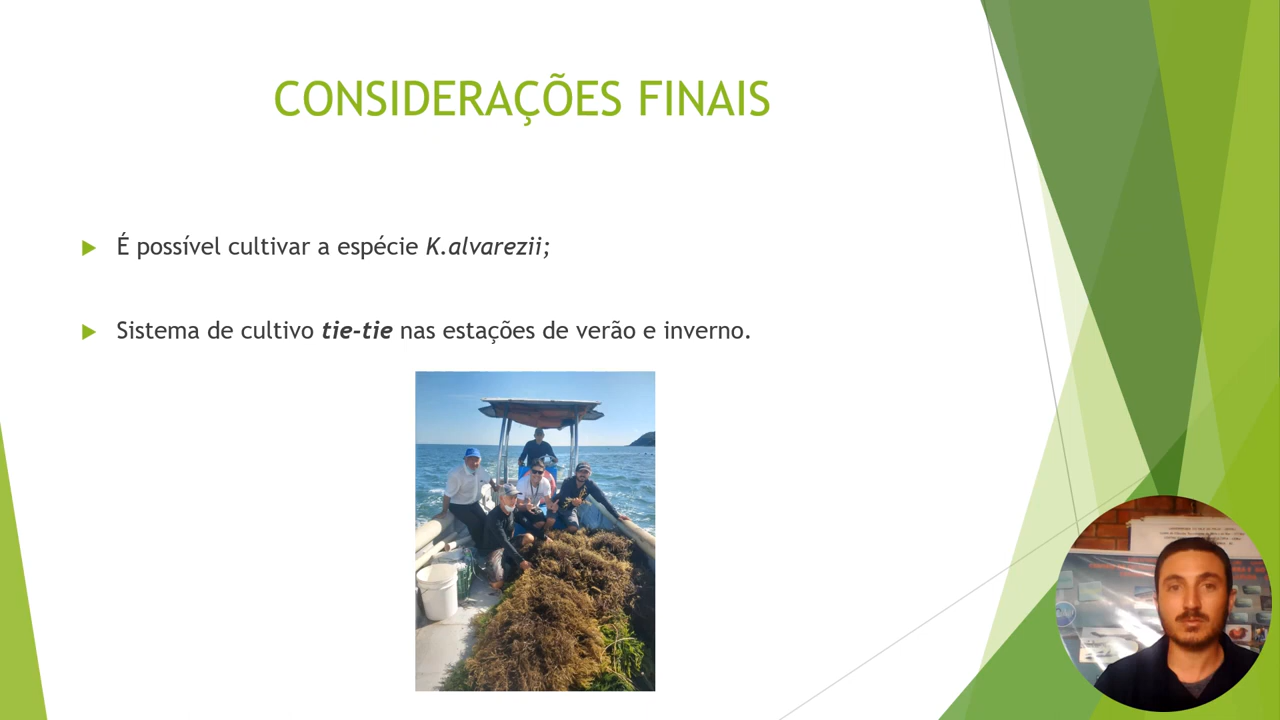 CONSIDERAÇÕES FINAIS
É possível cultivar a espécie K.alvarezii;
Sistema de cultivo tie-tie nas estações de verão e inverno.